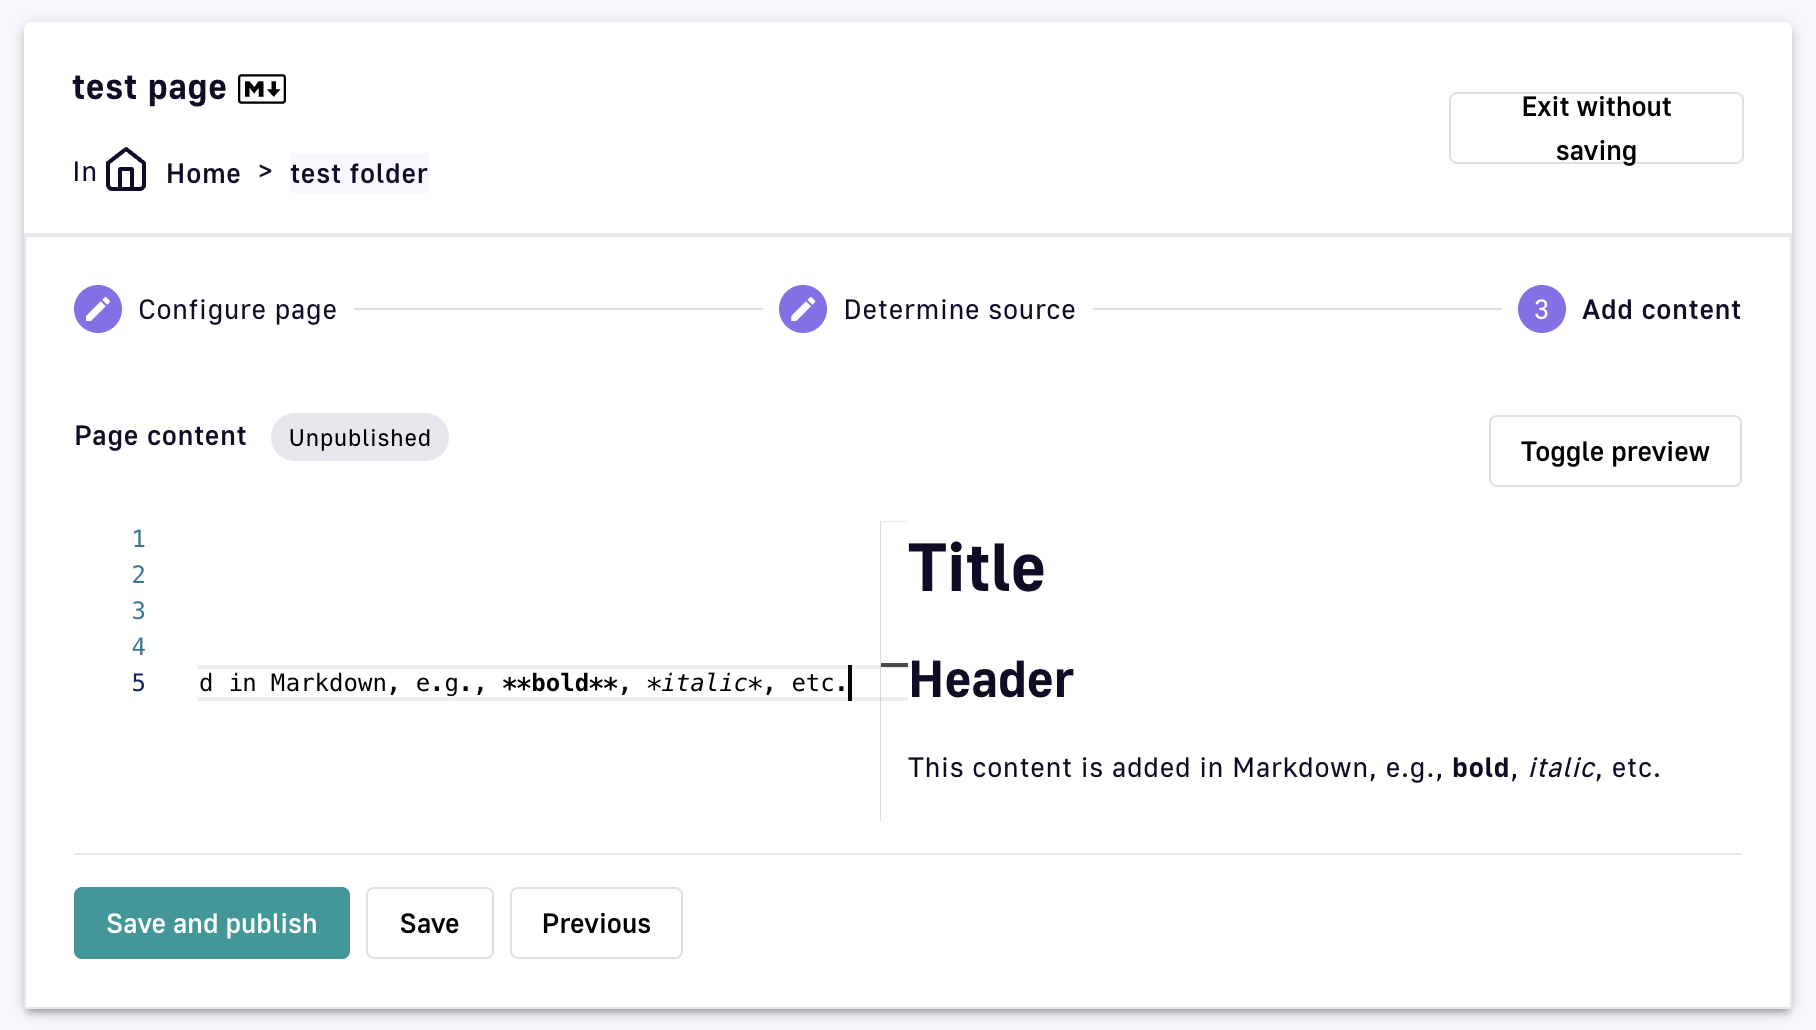 test page M↓
Exit without
saving
In Home > test folder
Configure page
Determine source
3 Add content
Page content Unpublished
Toggle preview
1
2
3
4
5 d in Markdown, e.g., **bold**, *italic*, etc.
Title
Header
This content is added in Markdown, e.g., bold, italic, etc.
Save and publish Save Previous